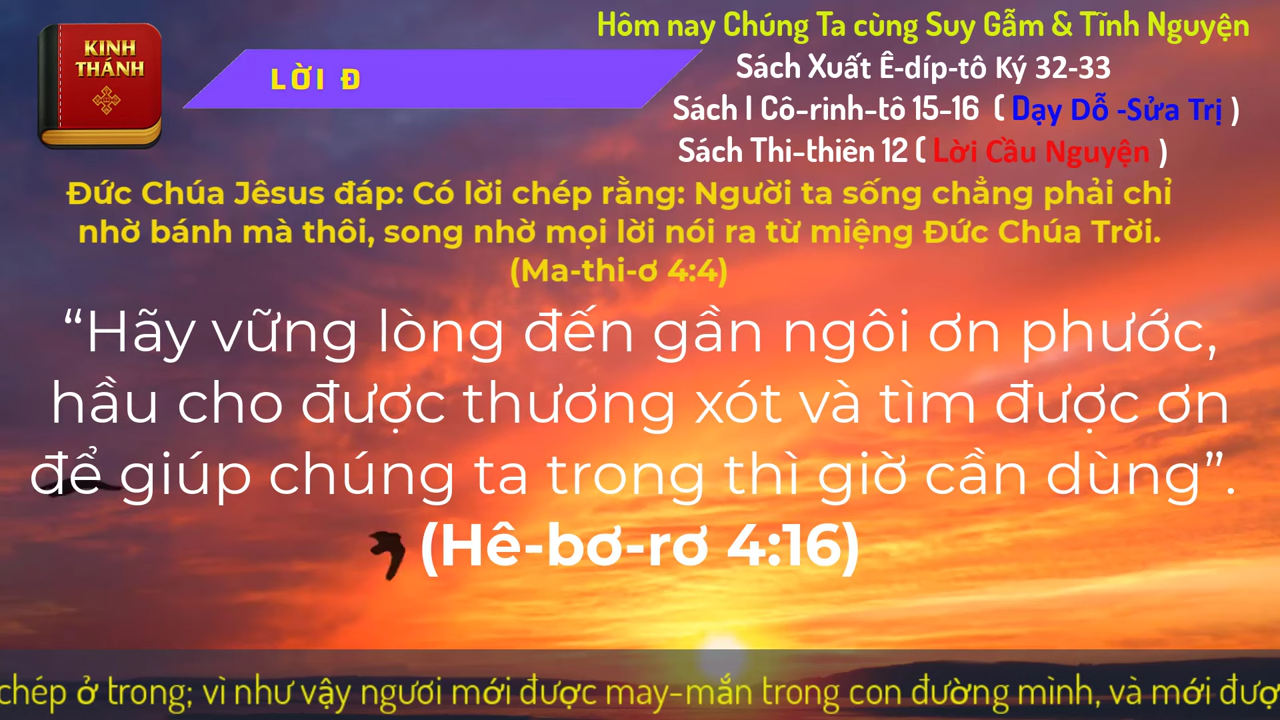 KINH
THÁNH
LỜI Đ
Hôm nay Chúng Ta cùng Suy Gẫm & Tĩnh Nguyện
Sách Xuất Ê-díp-tô Ký 32-33
Sách I Cô-rinh-tô 15-16 ( Dạy Dỗ -Sửa Trị )
Sách Thi-thiên 12 ( Lời Cầu Nguyện )
Đức Chúa Jêsus đáp: Có lời chép rằng: Người ta sống chẳng phải chỉ
nhờ bánh mà thôi, song nhờ mọi lời nói ra từ miệng Đức Chúa Trời.
(Ma-thi-ơ 4:4)
“Hãy vững lòng đến gần ngôi ơn phước,
hầu cho được thương xót và tìm được ơn
để giúp chúng ta trong thì giờ cần dùng”.
(Hê-bơ-rơ 4:16)
chép ở trong; vì như vậy ngươi mới được may-mắn trong con đường mình, và mới đượ